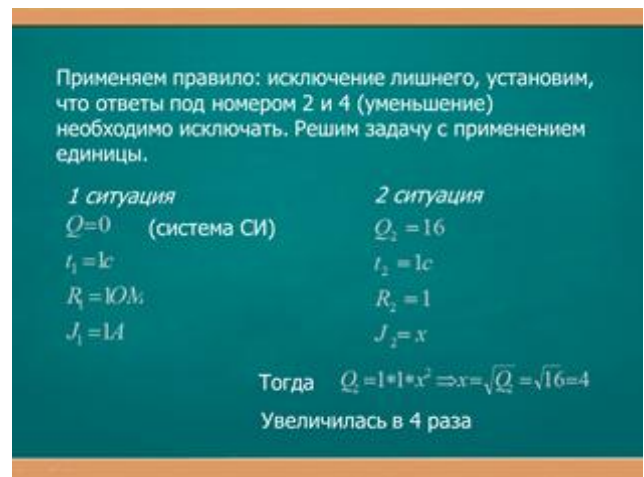 Применяем правило: исключение лишнего, установим,
что ответы под номером 2 и 4 (уменьшение)
необходимо исключать. Решим задачу с применением
единицы.
1 ситуация
2 ситуация
Q=0 (система СИ)
Q₂ =16
t₁ =1c
t₂ =1c
R₁ =1OM
R₂ =1
J₁ =1A
J₂= x
Тогда Q₂ =1*1*x² ⇒x=√Q₂ =√16=4
Увеличилась в 4 раза